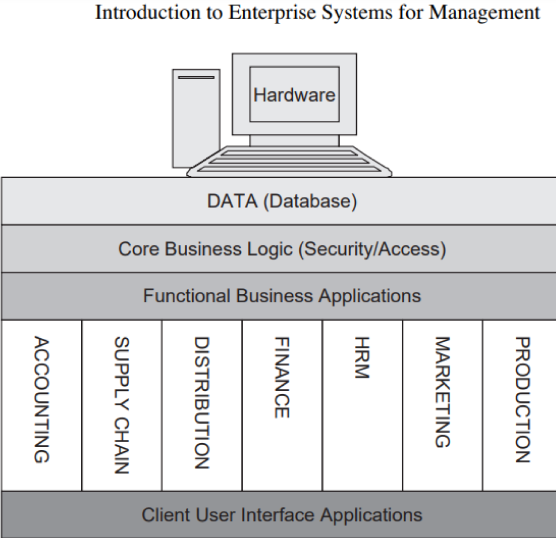 Introduction to Enterprise Systems for Management
Hardware
DATA (Database)
Core Business Logic (Security/Access)
Functional Business Applications
ACCOUNTING
SUPPLY CHAIN
DISTRIBUTION
FINANCE
HRM
MARKETING
PRODUCTION
Client User Interface Applications